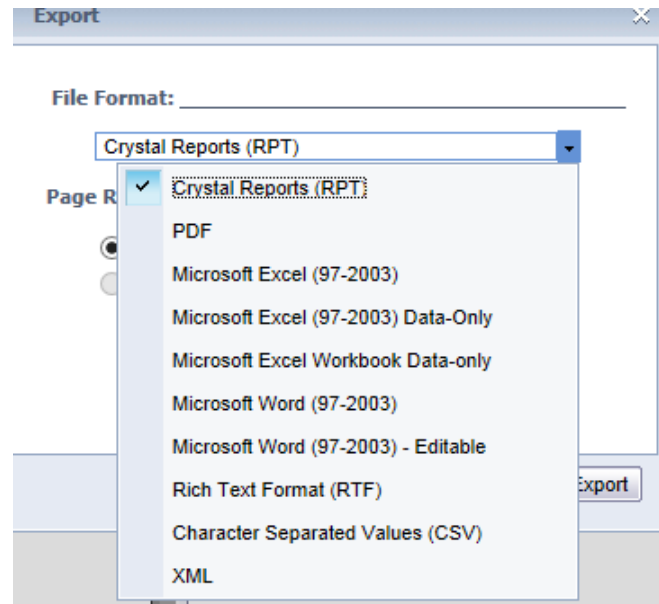 Export
File Format:
Crystal Reports (RPT)
Crystal Reports (RPT)
Page R
PDF
Microsoft Excel (97-2003)
Microsoft Excel (97-2003) Data-Only
Microsoft Excel Workbook Data-only
Microsoft Word (97-2003)
Microsoft Word (97-2003) - Editable
Rich Text Format (RTF)
Export
Character Separated Values (CSV)
XML